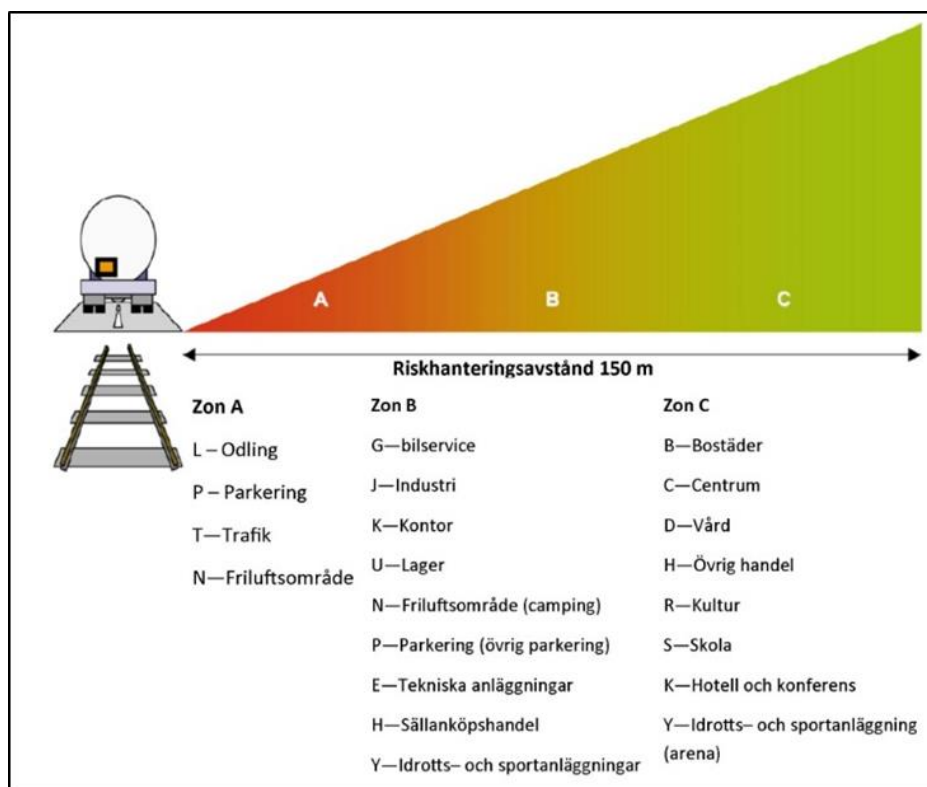 A
B
C
Riskhanteringsavstånd 150 m
Zon A
L – Odling
P – Parkering
T—Trafik
N—Friluftsområde
Zon B
G—bilservice
J—Industri
K—Kontor
U—Lager
N—Friluftsområde (camping)
P—Parkering (övrig parkering)
E—Tekniska anläggningar
H—Sällanköpshandel
Y—Idrotts– och sportanläggningar
Zon C
B—Bostäder
C—Centrum
D—Vård
H—Övrig handel
R—Kultur
S—Skola
K—Hotell och konferens
Y—Idrotts– och sportanläggning
(arena)